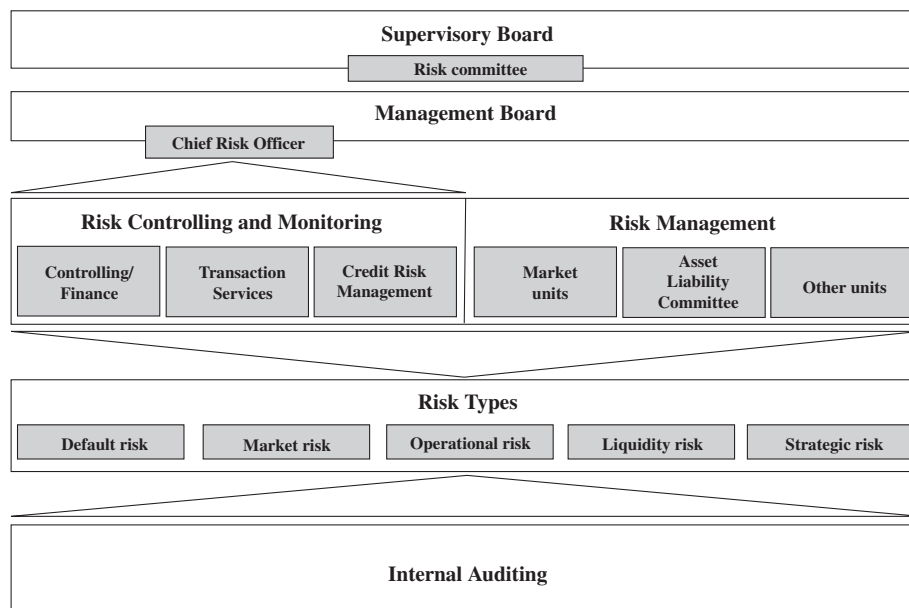 Supervisory Board
Risk committee
Management Board
Chief Risk Officer
Risk Controlling and Monitoring
Controlling/
Finance
Transaction
Services
Credit Risk
Management
Risk Management
Market
units
Asset
Liability
Committee
Other units
Risk Types
Default risk
Market risk
Operational risk
Liquidity risk
Strategic risk
Internal Auditing